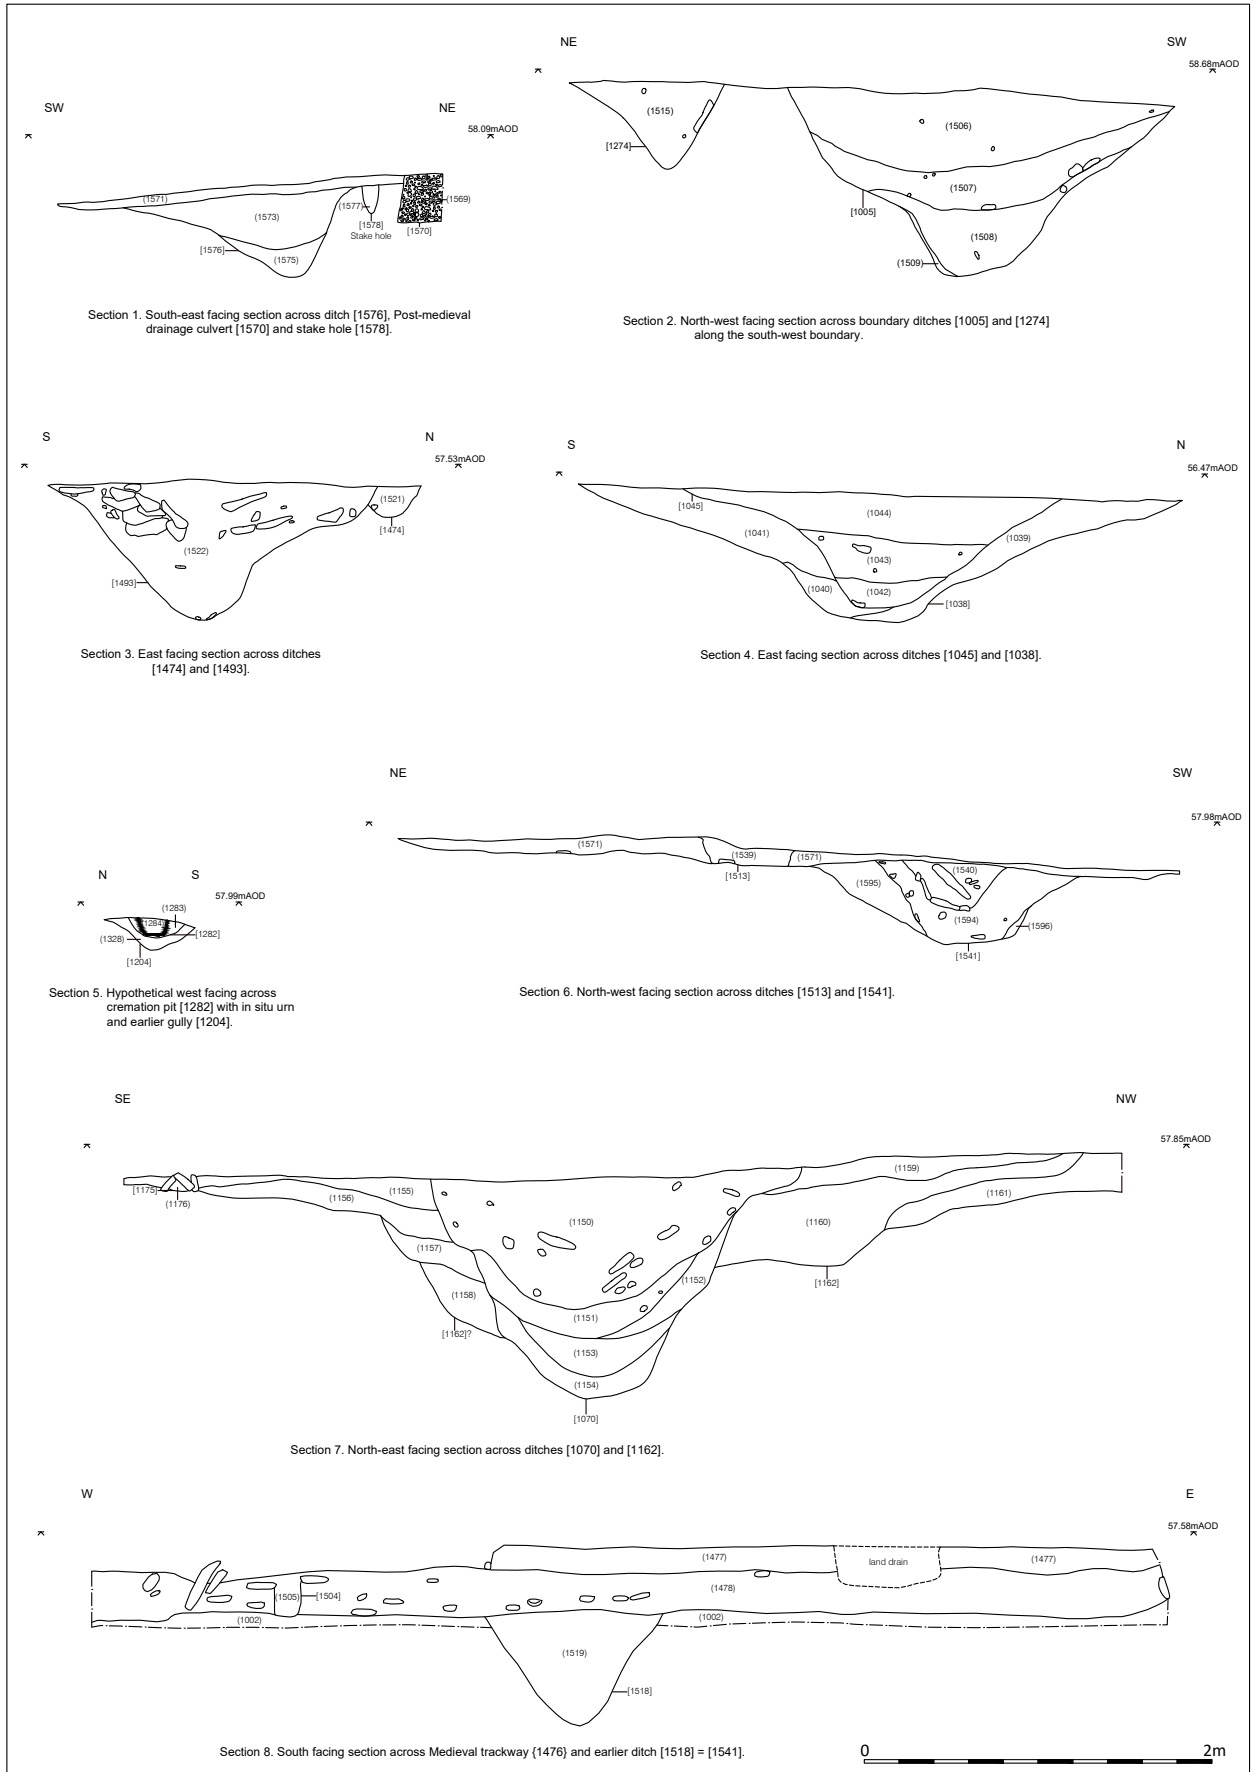 NE
SW
58.68mAOD
SW
NE
58.09mAOD
(1571)
(1573)
(1575)
[1576]
(1577)
[1578]
Stake hole
(1569)
[1570]
(1515)
[1274]
(1506)
(1507)
[1005]
(1508)
(1509)
Section 1. South-east facing section across ditch [1576], Post-medieval
drainage culvert [1570] and stake hole [1578].
Section 2. North-west facing section across boundary ditches [1005] and [1274]
along the south-west boundary.
S
N
57.53mAOD
(1521)
[1474]
(1522)
[1493]
Section 3. East facing section across ditches
[1474] and [1493].
S
N
56.47mAOD
[1045]
(1044)
(1041)
(1039)
(1043)
(1040)
(1042)
[1038]
Section 4. East facing section across ditches [1045] and [1038].
N
S
57.99mAOD
(1283)
(1284)
[1282]
(1328)
[1204]
Section 5. Hypothetical west facing across
cremation pit [1282] with in situ urn
and earlier gully [1204].
NE
SW
57.98mAOD
(1571)
(1539)
(1571)
[1513]
(1595)
(1540)
(1594)
(1596)
[1541]
Section 6. North-west facing section across ditches [1513] and [1541].
SE
NW
57.85mAOD
[1175]
(1176)
(1156)
(1155)
(1150)
(1159)
(1161)
(1160)
(1157)
(1158)
[1162]?
(1152)
[1162]
(1151)
(1153)
(1154)
[1070]
Section 7. North-east facing section across ditches [1070] and [1162].
W
E
57.58mAOD
(1477)
land drain
(1477)
(1505)
[1504]
(1478)
(1002)
(1002)
(1519)
[1518]
Section 8. South facing section across Medieval trackway {1476} and earlier ditch [1518] = [1541].
0
2m